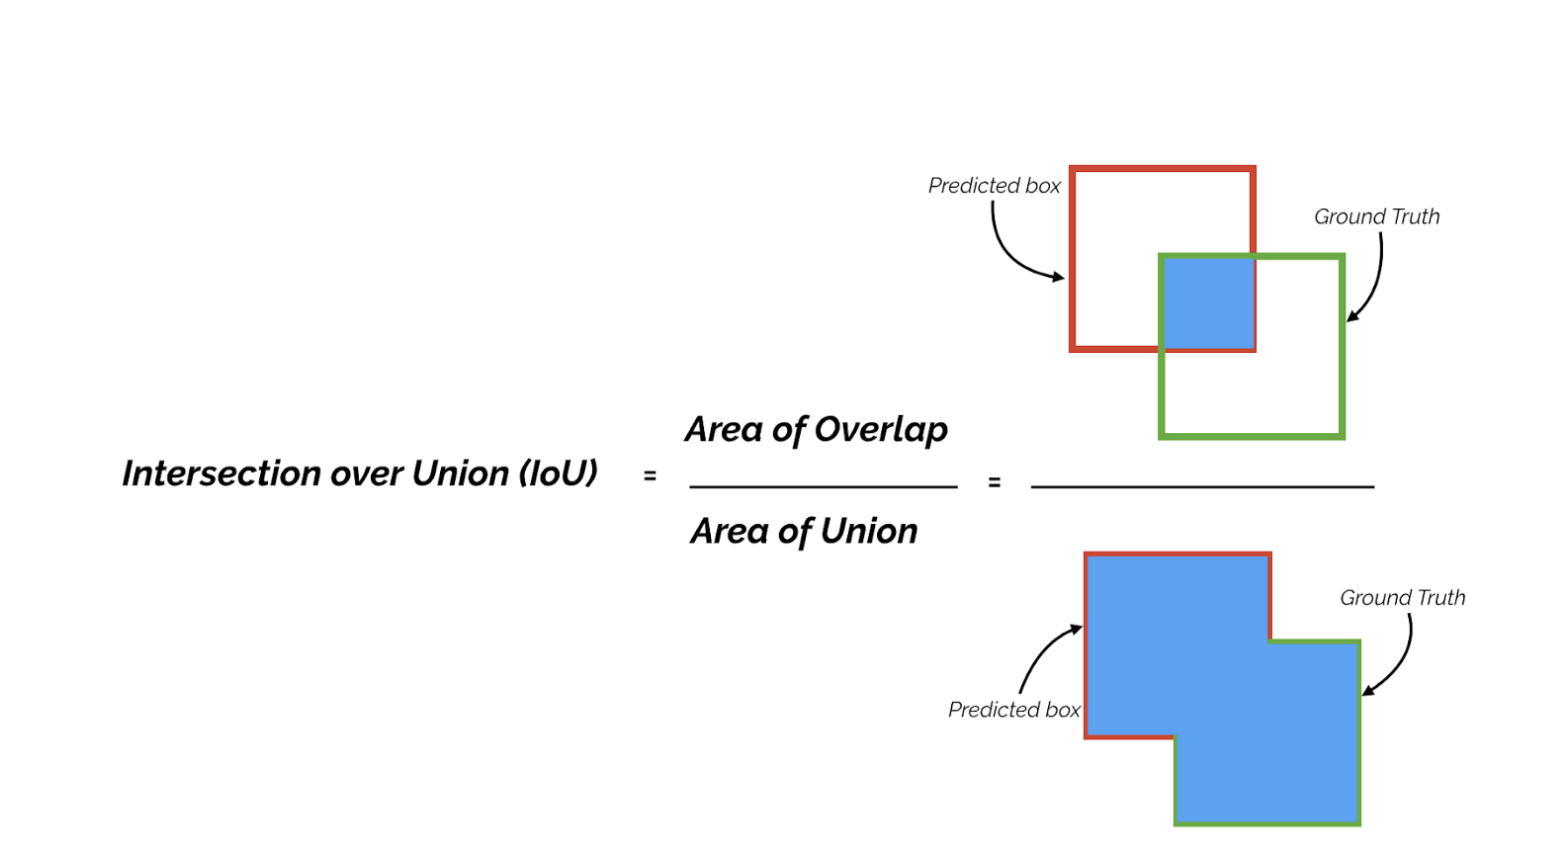 Predicted box
Ground Truth
Intersection over Union (IoU) = Area of Overlap
Area of Union
=
Ground Truth
Predicted box